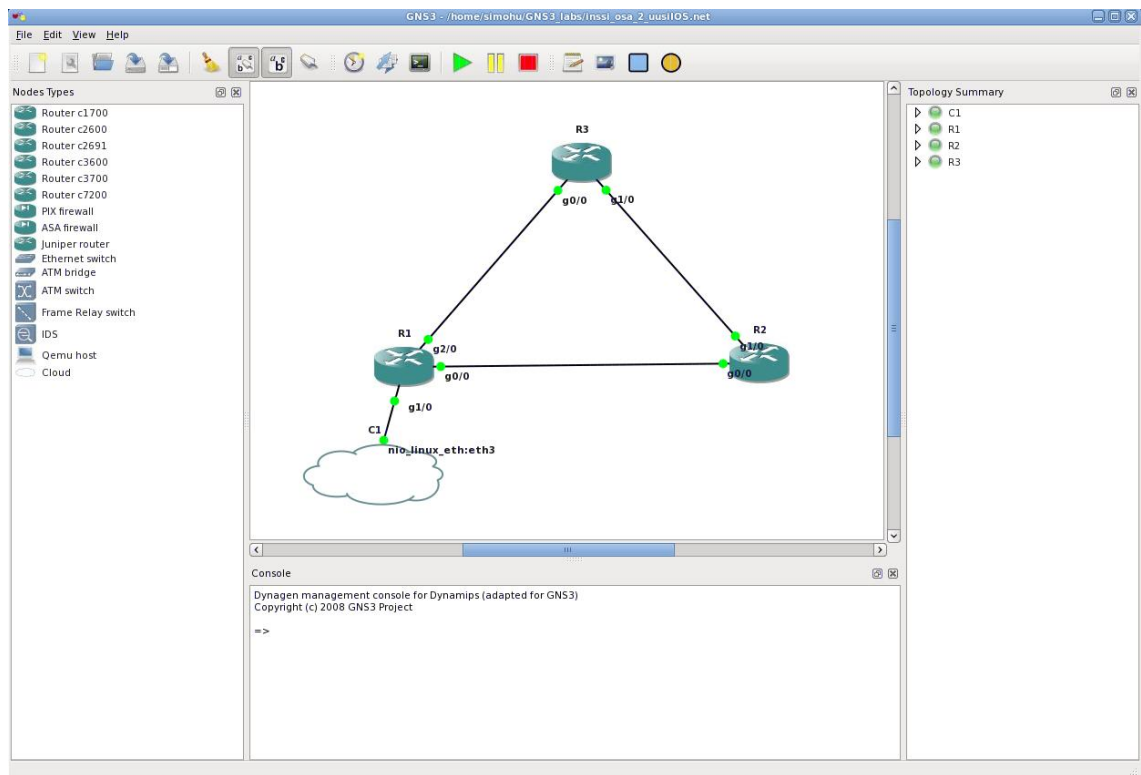 GNS3 - /home/simohu/GNS3_labs/inssi_osa_2_uusiIOS.net
File Edit View Help
Nodes Types
Router c1700
Router c2600
Router c2691
Router c3600
Router c3700
Router c7200
PIX firewall
ASA firewall
Juniper router
Ethernet switch
ATM bridge
ATM switch
Frame Relay switch
IDS
Qemu host
Cloud
R3
g0/0
g1/0
R1
g2/0
g0/0
g1/0
R2
g1/0
g0/0
C1
nio_linux_eth:eth3
Topology Summary
C1
R1
R2
R3
Console
Dynagen management console for Dynamips (adapted for GNS3)
Copyright (c) 2008 GNS3 Project
=>